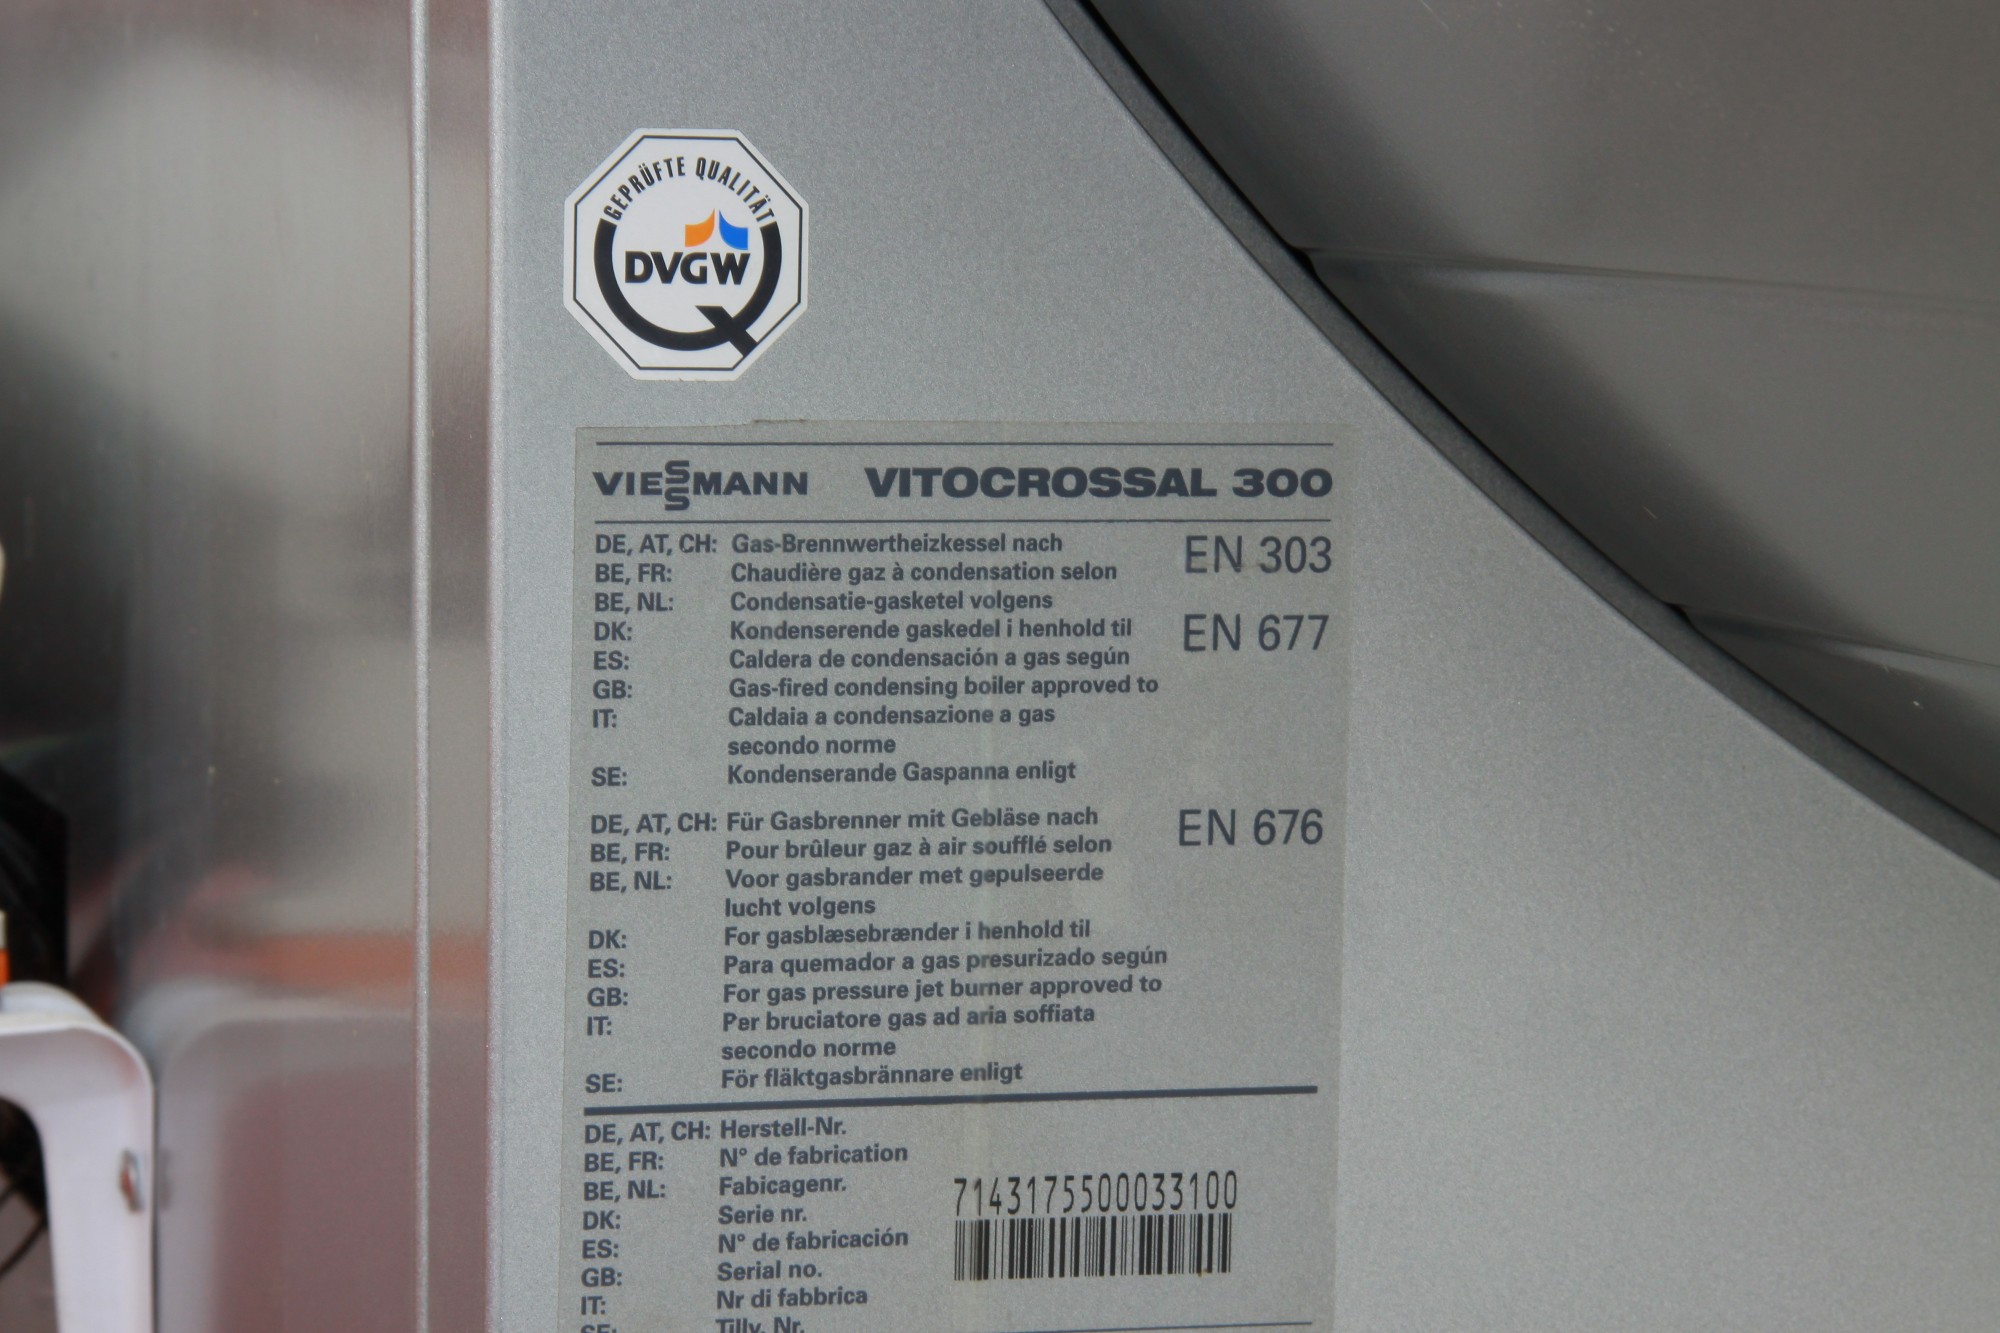 GEPRÜFTE QUALITÄT
DVGW
VIESSMANN VITOCROSSAL 300
DE, AT, CH: Gas-Brennwertheizkessel nach EN 303
BE, FR: Chaudière gaz à condensation selon
BE, NL: Condensatie-gasketel volgens
DK: Kondenserende gaskedel i henhold til EN 677
ES: Caldera de condensación a gas según
GB: Gas-fired condensing boiler approved to
IT: Caldaia a condensazione a gas
secondo norme
SE: Kondenserande Gaspanna enligt
DE, AT, CH: Für Gasbrenner mit Gebläse nach EN 676
BE, FR: Pour brûleur gaz à air soufflé selon
BE, NL: Voor gasbrander met gepulseerde
lucht volgens
DK: For gasblæsebrænder i henhold til
ES: Para quemador a gas presurizado según
GB: For gas pressure jet burner approved to
IT: Per bruciatore gas ad aria soffiata
secondo norme
SE: För fläktgasbrännare enligt
DE, AT, CH: Herstell-Nr.
BE, FR: N° de fabrication
BE, NL: Fabicagenr. 7143175500033100
DK: Serie nr.
ES: N° de fabricación
GB: Serial no.
IT: Nr di fabbrica
SE: Tillv. Nr.